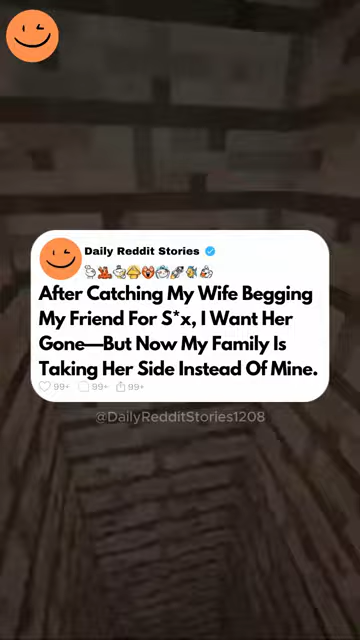 Daily Reddit Stories
After Catching My Wife Begging
My Friend For S*x, I Want Her
Gone—But Now My Family Is
Taking Her Side Instead Of Mine.
99+ 99+ 99+
@DailyRedditStories1208